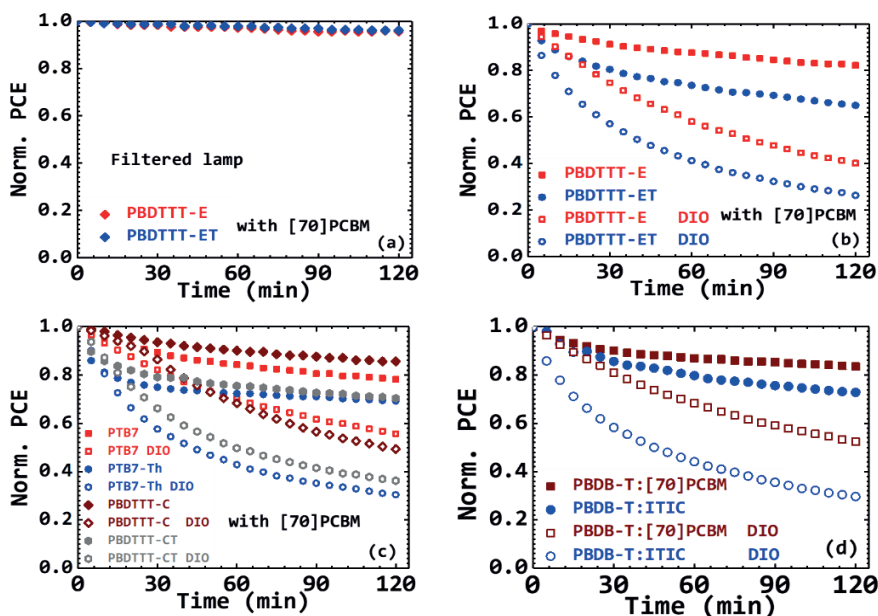 1.0
0.8
0.6
0.4
0.2
0.0
Norm. PCE
Filtered lamp
PBDTTT-E
PBDTTT-ET
with [70]PCBM
(a)
0 30 60 90 120
Time (min)
1.0
0.8
0.6
0.4
0.2
0.0
Norm. PCE
PBDTTT-E
PBDTTT-ET
PBDTTT-E DIO
PBDTTT-ET DIO
with [70]PCBM
(b)
0 30 60 90 120
Time (min)
1.0
0.8
0.6
0.4
0.2
0.0
Norm. PCE
PTB7
PTB7 DIO
PTB7-Th
PTB7-Th DIO
PBDTTT-C
PBDTTT-C DIO
PBDTTT-CT
PBDTTT-CT DIO
with [70]PCBM
(c)
0 30 60 90 120
Time (min)
1.0
0.8
0.6
0.4
0.2
0.0
Norm. PCE
PBDB-T:[70]PCBM
PBDB-T:ITIC
PBDB-T:[70]PCBM DIO
PBDB-T:ITIC DIO
(d)
0 30 60 90 120
Time (min)